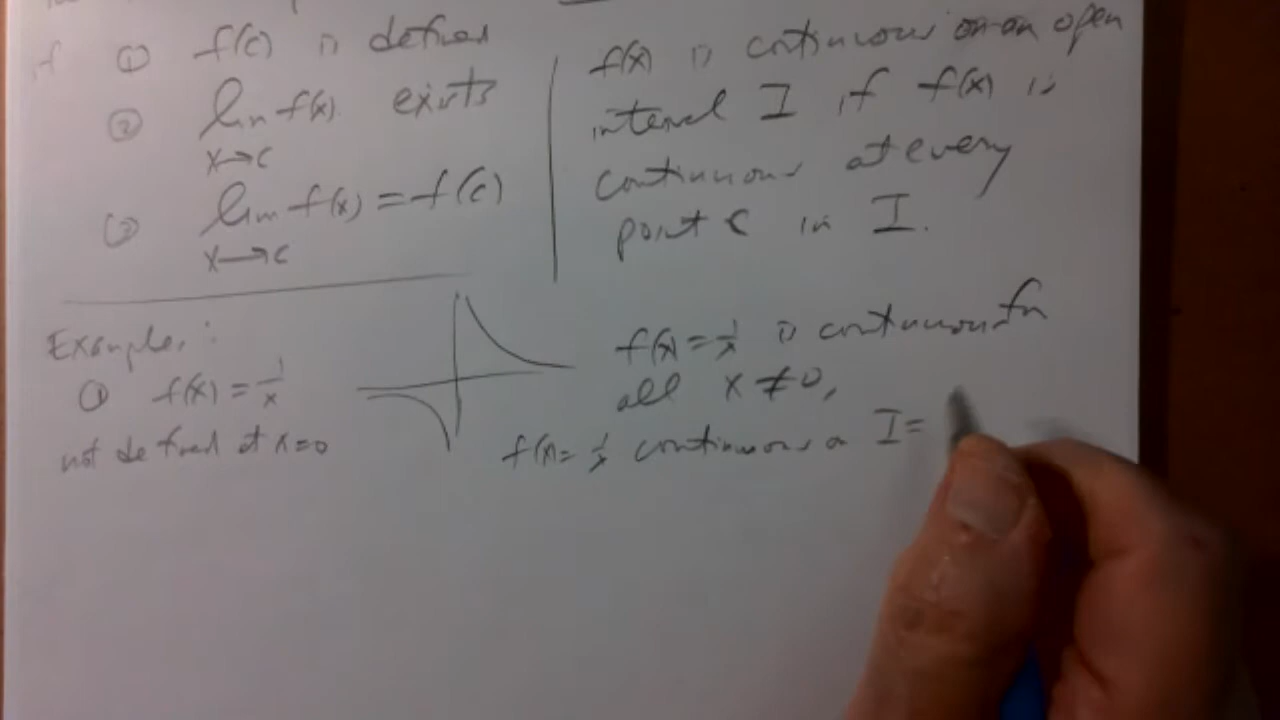 if ① f(c) is defined
② lim f(x) exists
x→c
③ lim f(x) = f(c)
x→c
f(x) is continuous on an open
interval I if f(x) is
continuous at every
point c in I.
Examples:
① f(x) = 1/x
not defined at x=0
f(x) = 1/x is continuous for
all x ≠ 0,
f(x) = 1/x continuous on I =